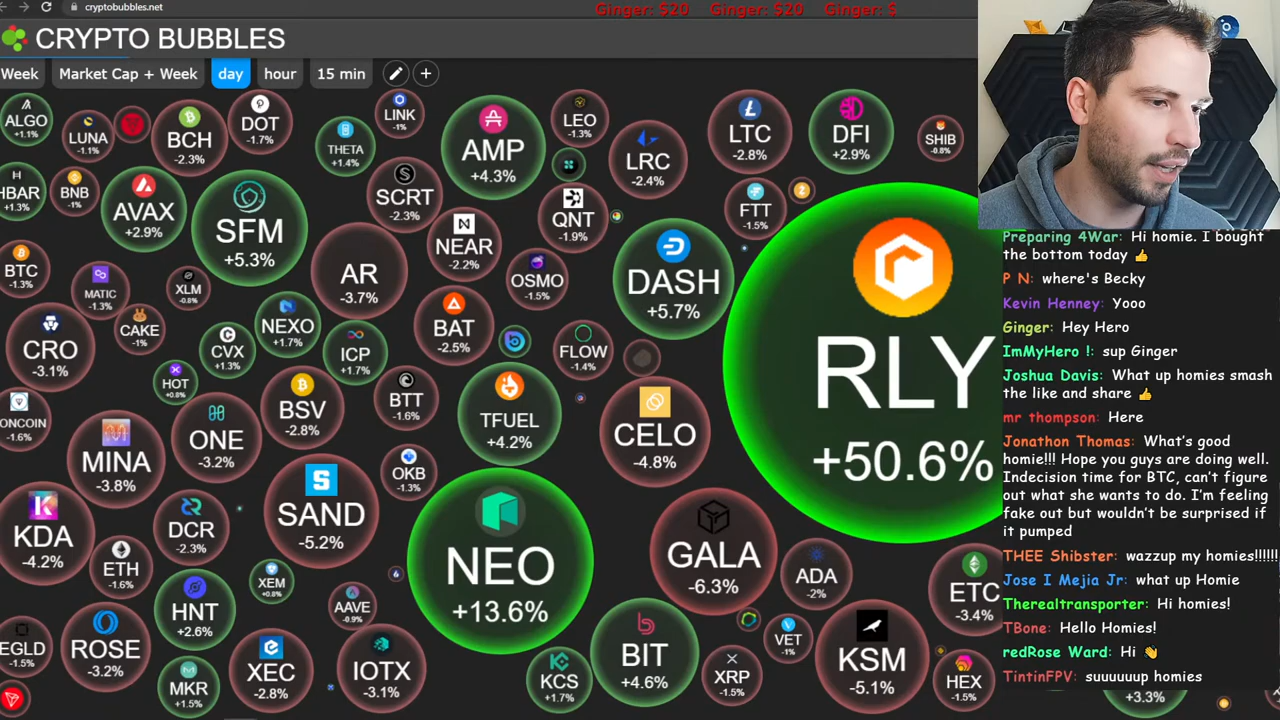 cryptobubbles.net
Ginger: $20 Ginger: $20 Ginger: $
CRYPTO BUBBLES
Week
Market Cap + Week
day
hour
15 min
ALGO
+1.1%
LUNA
-1.1%
BCH
-2.3%
DOT
-1.7%
THETA
+1.4%
LINK
-1%
AMP
+4.3%
LEO
-1.3%
LRC
-2.4%
LTC
-2.8%
DFI
+2.9%
SHIB
-0.8%
HBAR
+1.3%
BNB
-1%
AVAX
+2.9%
SFM
+5.3%
SCRT
-2.3%
NEAR
-2.2%
QNT
-1.9%
FTT
-1.5%
BTC
-1.3%
MATIC
-1.3%
XLM
-0.8%
AR
-3.7%
OSMO
-1.5%
DASH
+5.7%
RLY
+50.6%
CRO
-3.1%
CAKE
-1%
CVX
+1.3%
NEXO
+1.7%
ICP
+1.7%
BAT
-2.5%
FLOW
-1.4%
HOT
+0.8%
ONCOIN
-1.6%
MINA
-3.8%
ONE
-3.2%
BSV
-2.8%
BTT
-1.6%
TFUEL
+4.2%
CELO
-4.8%
OKB
-1.3%
KDA
-4.2%
DCR
-2.3%
SAND
-5.2%
NEO
+13.6%
GALA
-6.3%
ADA
-2%
ETC
-3.4%
ETH
-1.6%
XEM
+0.8%
HNT
+2.6%
AAVE
-0.9%
EGLD
-1.5%
ROSE
-3.2%
MKR
+1.5%
XEC
-2.8%
IOTX
-3.1%
KCS
+1.7%
BIT
+4.6%
XRP
-1.5%
VET
-1%
KSM
-5.1%
HEX
-1.5%
+3.3%
Preparing 4War: Hi homie. I bought
the bottom today 👍
P N: where's Becky
Kevin Henney: Yooo
Ginger: Hey Hero
ImMyHero !: sup Ginger
Joshua Davis: What up homies smash
the like and share 👍
mr thompson: Here
Jonathon Thomas: What's good
homie!!! Hope you guys are doing well.
Indecision time for BTC, can't figure
out what she wants to do. I'm feeling
fake out but wouldn't be surprised if
it pumped
THEE Shibster: wazzup my homies!!!!!!
Jose I Mejia Jr: what up Homie
Therealtransporter: Hi homies!
TBone: Hello Homies!
redRose Ward: Hi 👋
TintinFPV: suuuuuup homies